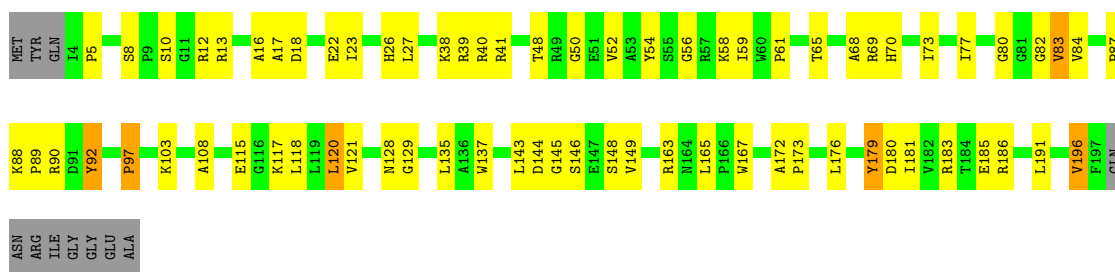 MET TYR GLN I4 P5 S8 P9 S10 G11 R12 R13 A16 A17 D18 E22 I23 H26 L27 K38 R39 R40 R41 T48 R49 G50 E51 V52 A53 Y54 S55 G56 R57 K58 I59 W60 P61 T65 A68 R69 H70 I73 I77 G80 G81 G82 V83 V84 R87
K88 P89 R90 D91 Y92 P97 K103 A108 E115 G116 K117 L118 L119 L120 V121 N128 G129 L135 A136 W137 L143 D144 G145 S146 E147 S148 V149 R163 N164 L165 P166 W167 A172 P173 L176 Y179 D180 I181 V182 R183 T184 E185 R186 L191 V196 F197 GLN
ASN ARG ILE GLY GLY GLU ALA